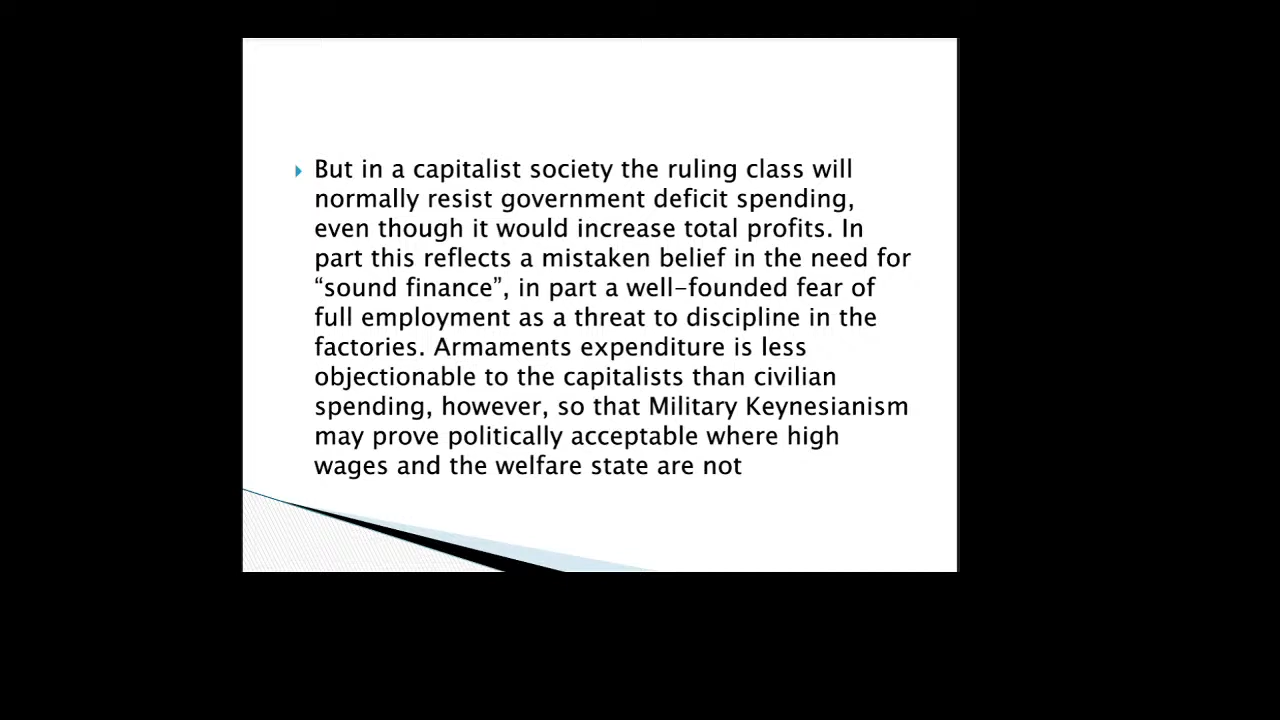 But in a capitalist society the ruling class will
normally resist government deficit spending,
even though it would increase total profits. In
part this reflects a mistaken belief in the need for
“sound finance”, in part a well-founded fear of
full employment as a threat to discipline in the
factories. Armaments expenditure is less
objectionable to the capitalists than civilian
spending, however, so that Military Keynesianism
may prove politically acceptable where high
wages and the welfare state are not